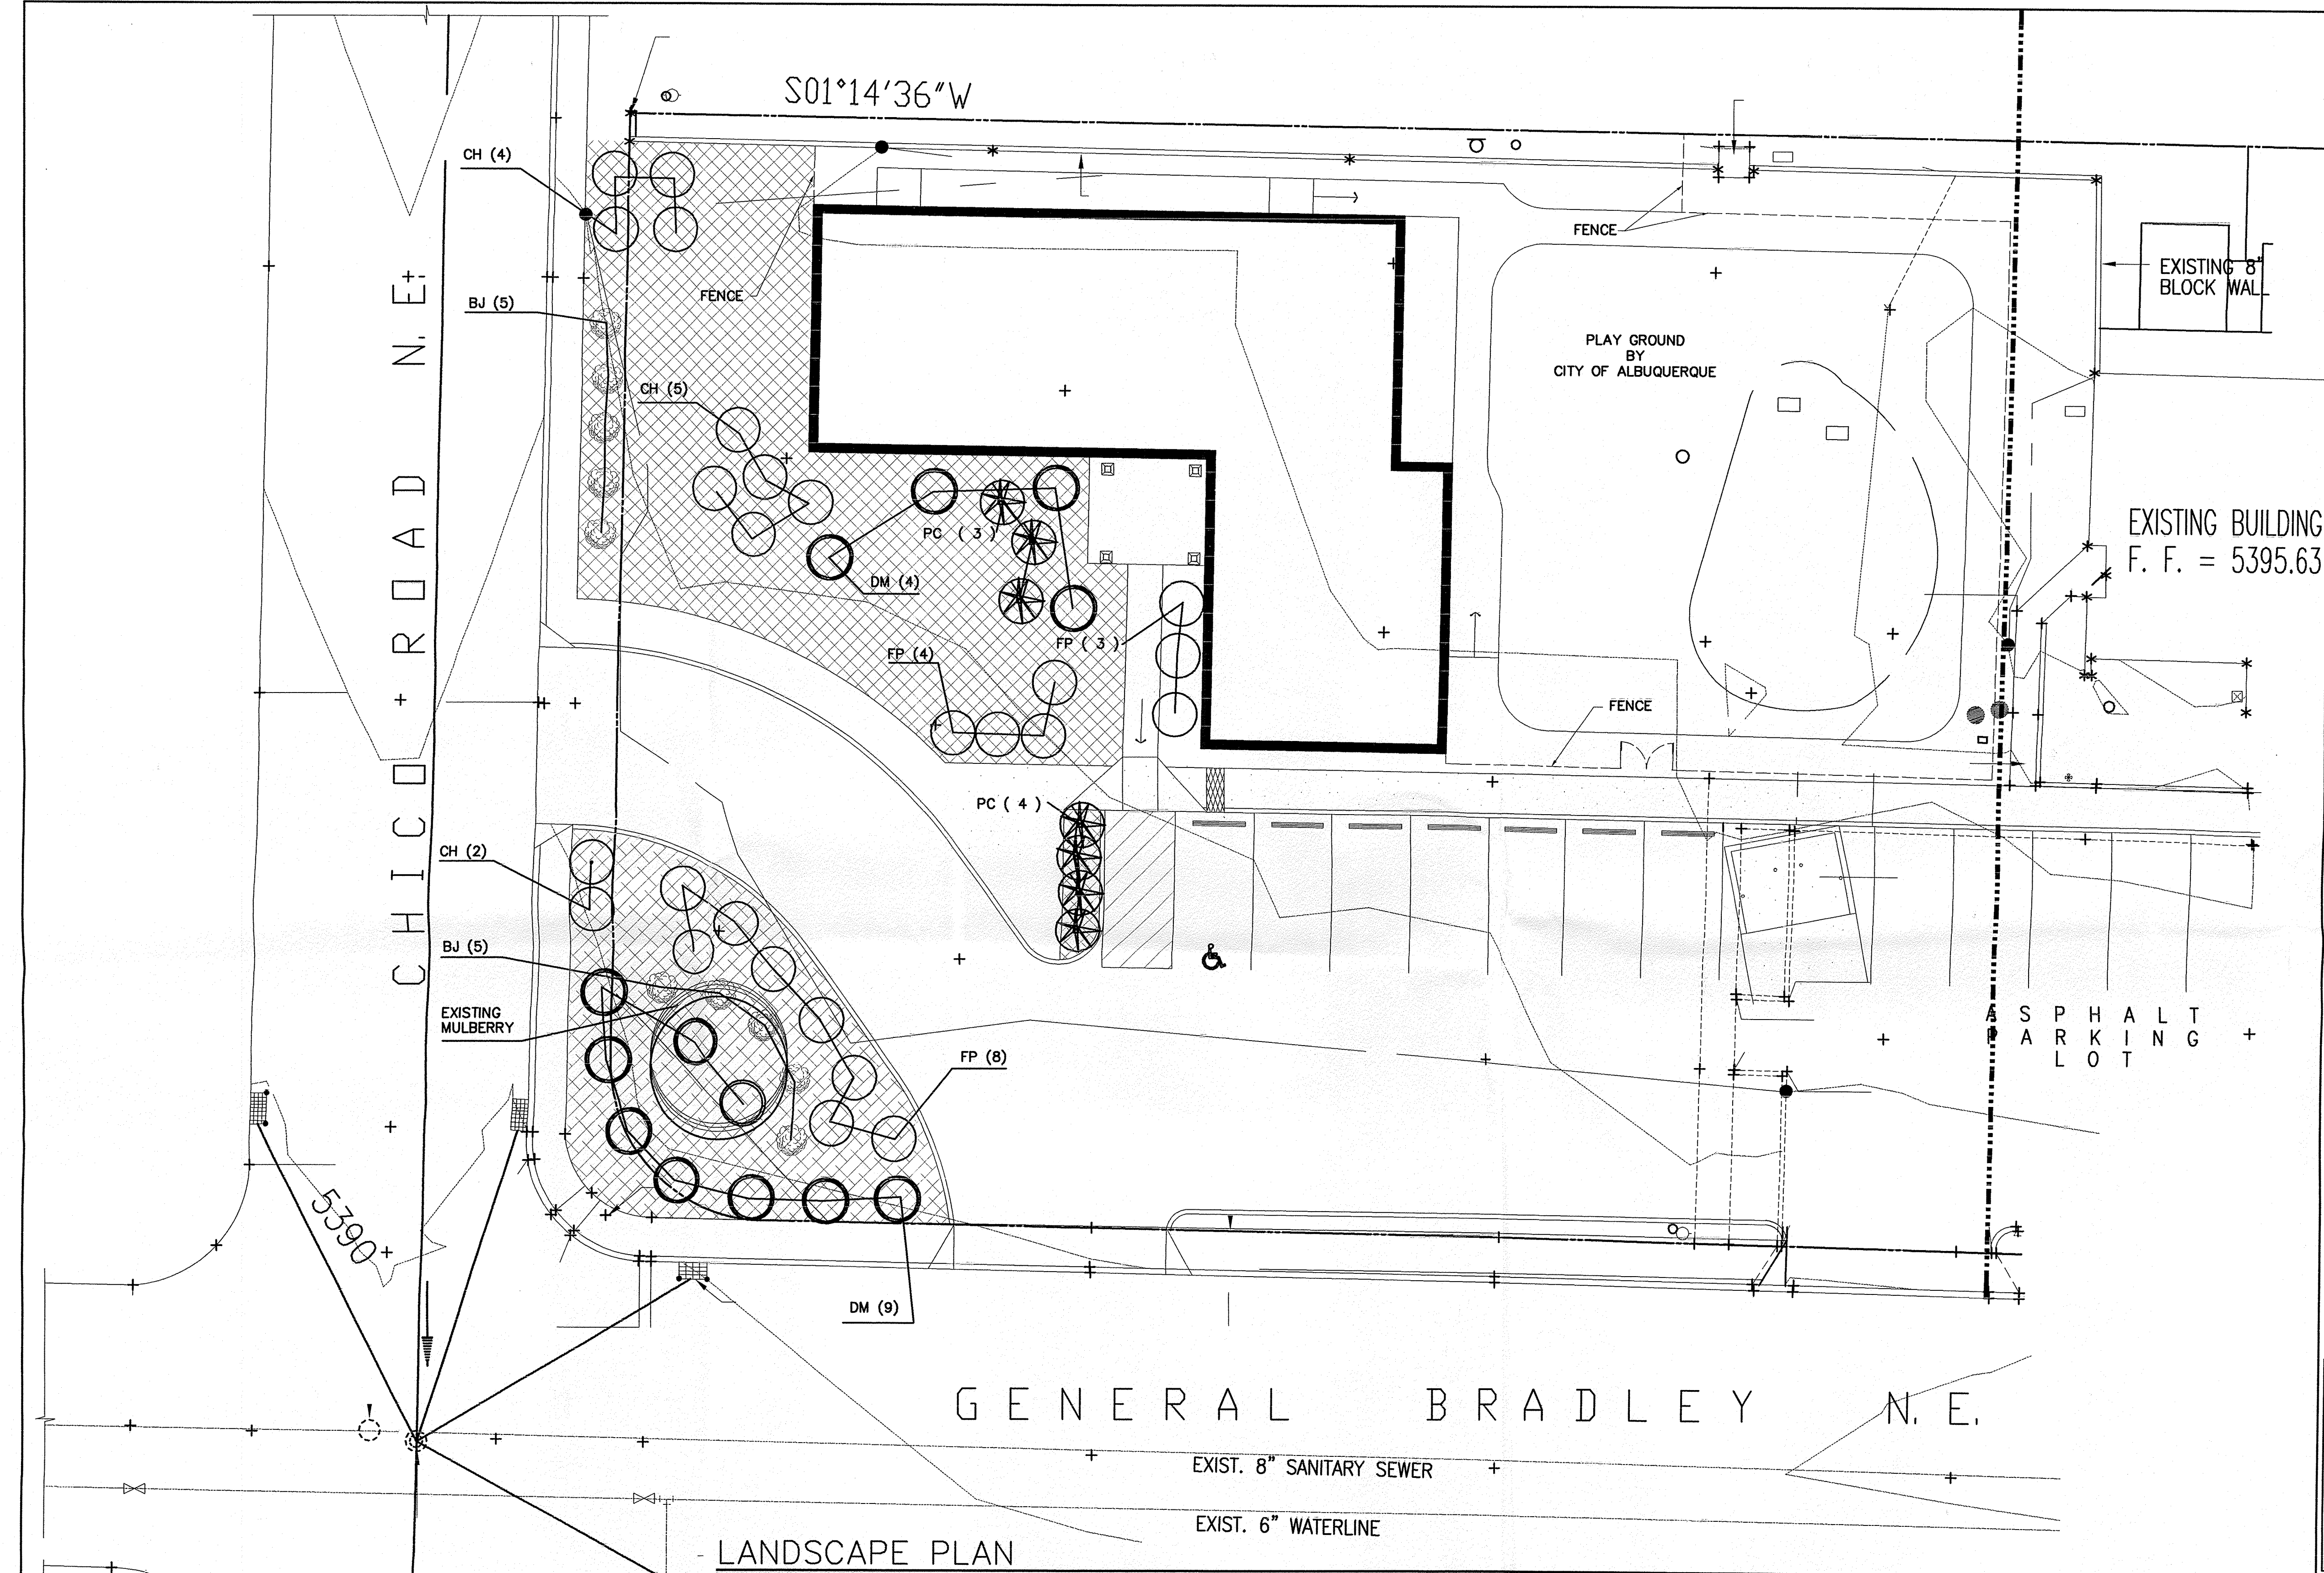 S01°14'36"W
CH (4)
BJ (5)
FENCE
FENCE
EXISTING 8"
BLOCK WALL
PLAY GROUND
BY
CITY OF ALBUQUERQUE
CH (5)
PC ( 3 )
DM (4)
EXISTING BUILDING
F. F. = 5395.63
FP ( 3 )
FP (4)
FENCE
CHICO ROAD N. E.
PC ( 4 )
CH (2)
BJ (5)
EXISTING
MULBERRY
FP (8)
ASPHALT
PARKING
LOT
5390
DM (9)
GENERAL BRADLEY N. E.
EXIST. 8" SANITARY SEWER
EXIST. 6" WATERLINE
LANDSCAPE PLAN